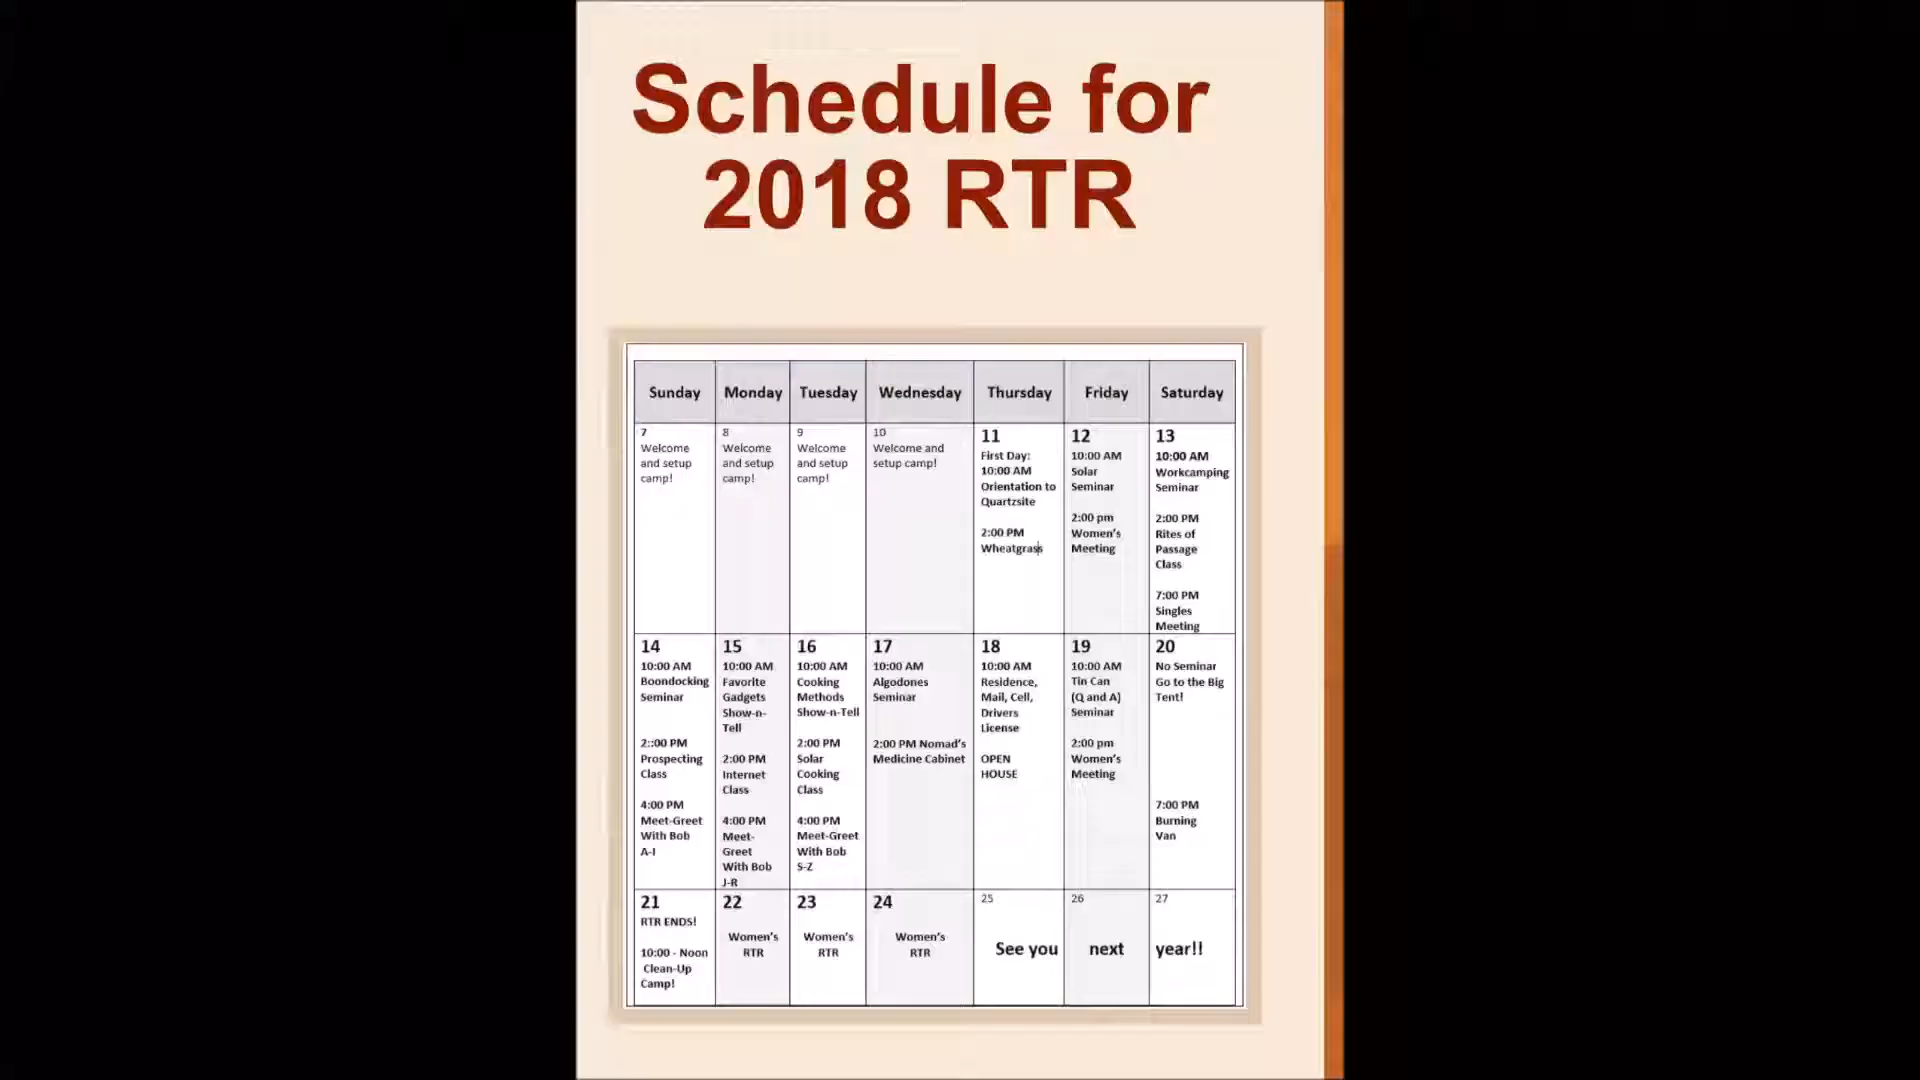 Schedule for
2018 RTR
Sunday Monday Tuesday Wednesday Thursday Friday Saturday
7
Welcome
and setup
camp!
8
Welcome
and setup
camp!
9
Welcome
and setup
camp!
10
Welcome and
setup camp!
11
First Day:
10:00 AM
Orientation to
Quartzsite
2:00 PM
Wheatgrass
12
10:00 AM
Solar
Seminar
2:00 pm
Women's
Meeting
13
10:00 AM
Workcamping
Seminar
2:00 PM
Rites of
Passage
Class
7:00 PM
Singles
Meeting
14
10:00 AM
Boondocking
Seminar
2::00 PM
Prospecting
Class
4:00 PM
Meet-Greet
With Bob
A-I
15
10:00 AM
Favorite
Gadgets
Show-n-
Tell
2:00 PM
Internet
Class
4:00 PM
Meet-
Greet
With Bob
J-R
16
10:00 AM
Cooking
Methods
Show-n-Tell
2:00 PM
Solar
Cooking
Class
4:00 PM
Meet-Greet
With Bob
S-Z
17
10:00 AM
Algodones
Seminar
2:00 PM Nomad's
Medicine Cabinet
18
10:00 AM
Residence,
Mail, Cell,
Drivers
License
OPEN
HOUSE
19
10:00 AM
Tin Can
(Q and A)
Seminar
2:00 pm
Women's
Meeting
20
No Seminar
Go to the Big
Tent!
7:00 PM
Burning
Van
21
RTR ENDS!
10:00 - Noon
Clean-Up
Camp!
22
Women's
RTR
23
Women's
RTR
24
Women's
RTR
25
See you
26
next
27
year!!